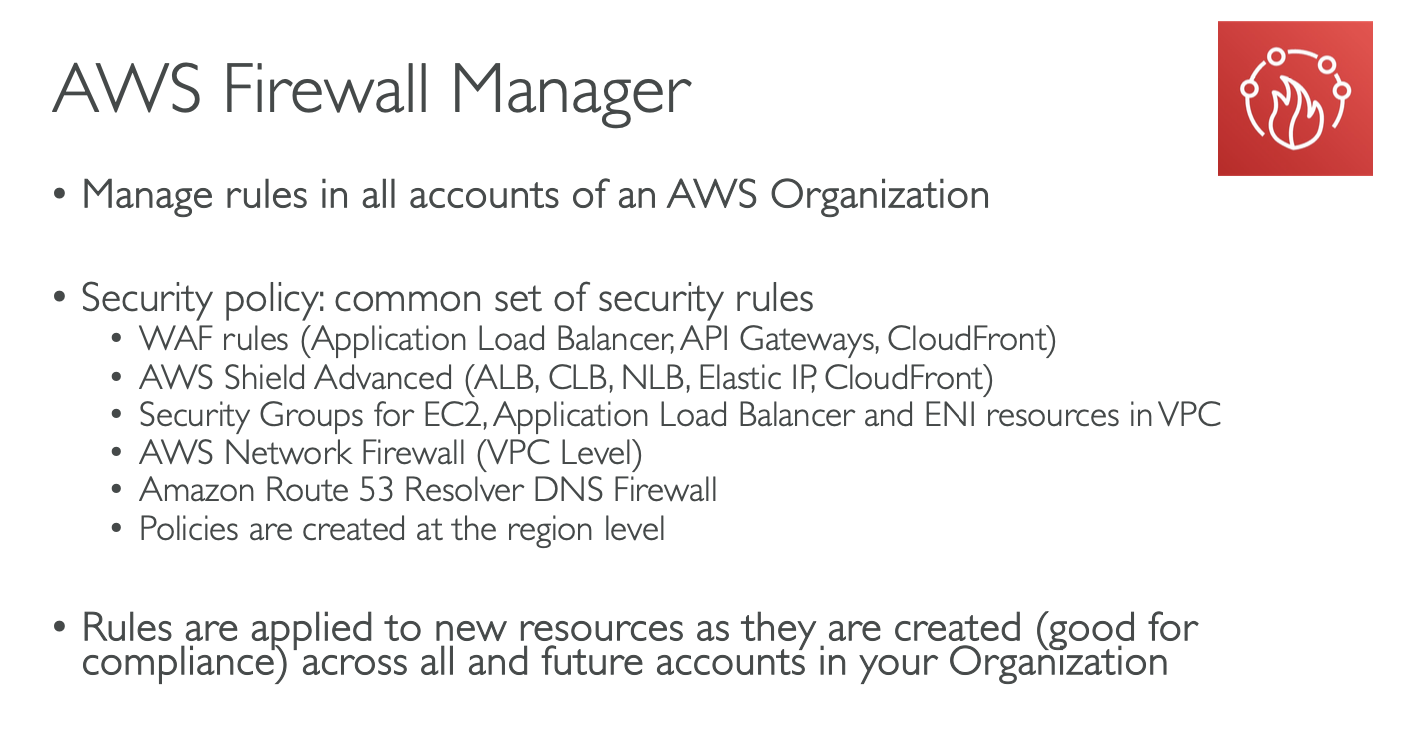 AWS Firewall Manager
• Manage rules in all accounts of an AWS Organization
• Security policy: common set of security rules
• WAF rules (Application Load Balancer, API Gateways, CloudFront)
• AWS Shield Advanced (ALB, CLB, NLB, Elastic IP, CloudFront)
• Security Groups for EC2, Application Load Balancer and ENI resources in VPC
• AWS Network Firewall (VPC Level)
• Amazon Route 53 Resolver DNS Firewall
• Policies are created at the region level
• Rules are applied to new resources as they are created (good for
compliance) across all and future accounts in your Organization